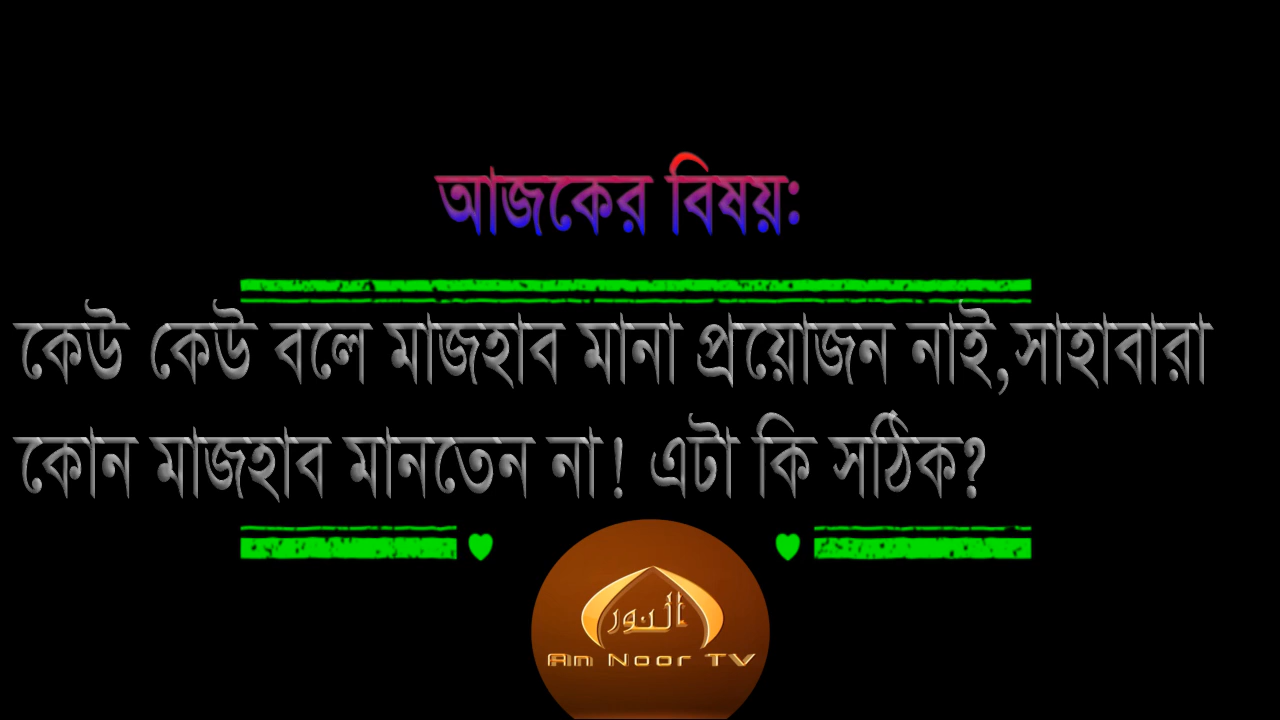 আজকের বিষয়:
কেউ কেউ বলে মাজহাব মানা প্রয়োজন নাই,সাহাবারা
কোন মাজহাব মানতেন না! এটা কি সঠিক?
النور
An Noor TV